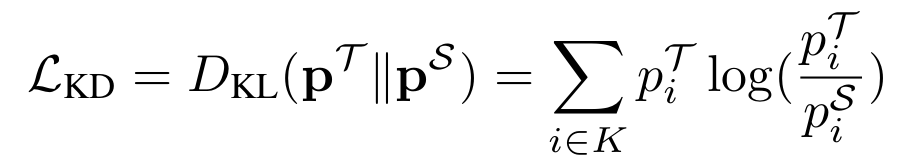 $\mathcal{L}_{\text{KD}} = D_{\text{KL}}(\mathbf{p}^{\mathcal{T}} \| \mathbf{p}^{\mathcal{S}}) = \sum_{i \in K} p_i^{\mathcal{T}} \log(\frac{p_i^{\mathcal{T}}}{p_i^{\mathcal{S}}})$